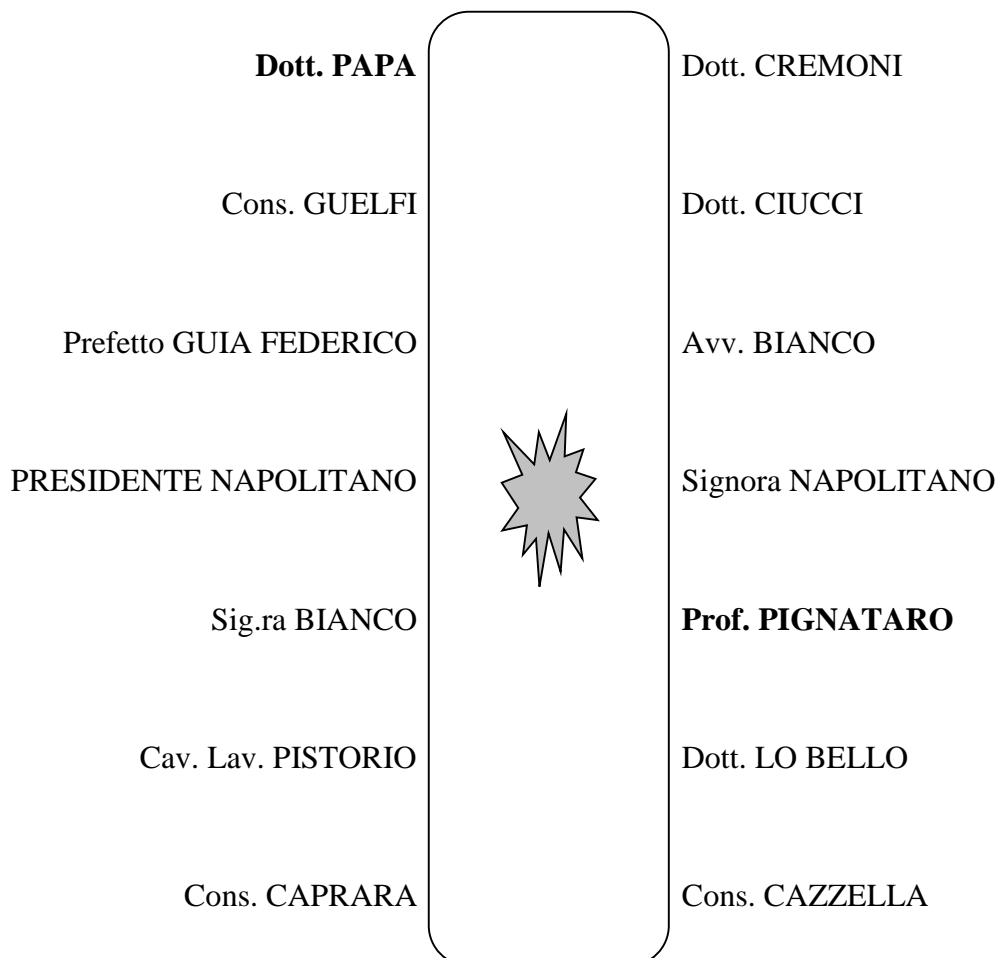 Dott. PAPA Dott. CREMONI
Cons. GUELFI Dott. CIUCCI
Prefetto GUIA FEDERICO Avv. BIANCO
PRESIDENTE NAPOLITANO Signora NAPOLITANO
Sig.ra BIANCO Prof. PIGNATARO
Cav. Lav. PISTORIO Dott. LO BELLO
Cons. CAPRARA Cons. CAZZELLA